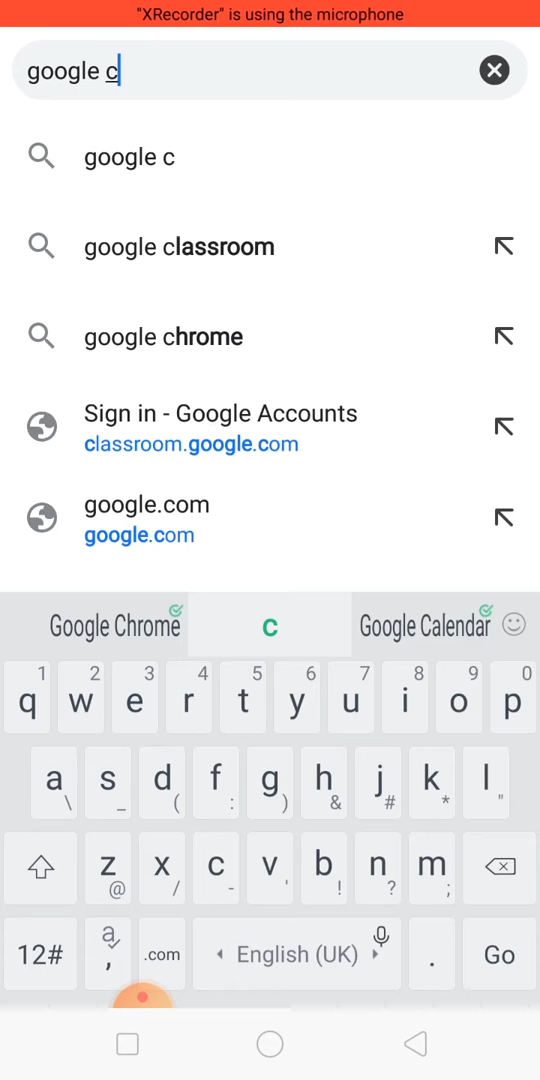 "XRecorder" is using the microphone
google c
google c
google classroom
google chrome
Sign in - Google Accounts
classroom.google.com
google.com
google.com
Google Chrome c Google Calendar
1 2 3 4 5 6 7 8 9 0
q w e r t y u i o p
a s d f g h j k l
\ _ ( : ) & # * "
z x c v b n m
@ / - ' ! ? ;
12# a , .com English (UK) . Go